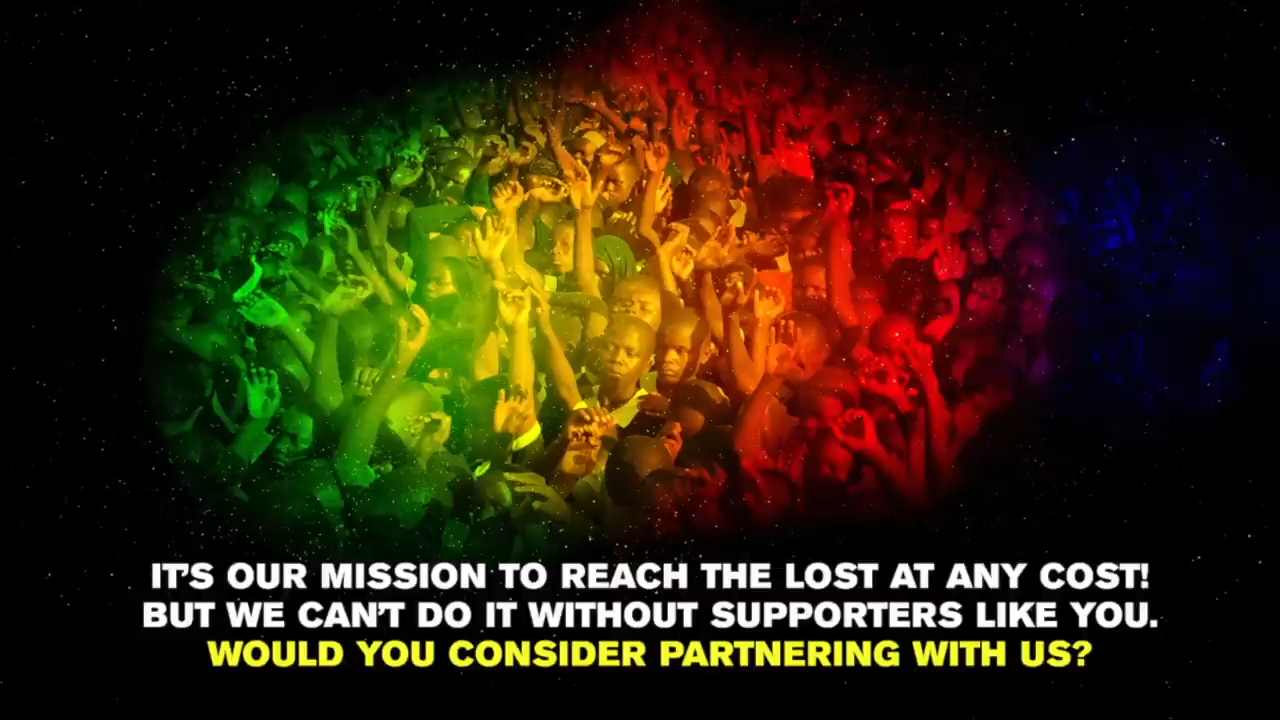 IT'S OUR MISSION TO REACH THE LOST AT ANY COST!
BUT WE CAN'T DO IT WITHOUT SUPPORTERS LIKE YOU.
WOULD YOU CONSIDER PARTNERING WITH US?